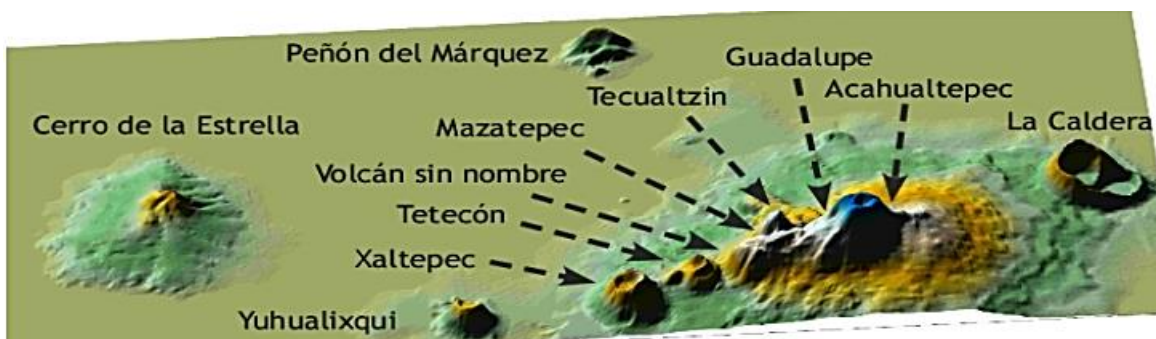 Peñón del Márquez
Guadalupe
Acahualtepec
Tecualtzin
La Caldera
Cerro de la Estrella
Mazatepec
Volcán sin nombre
Tetecón
Xaltepec
Yuhualixqui